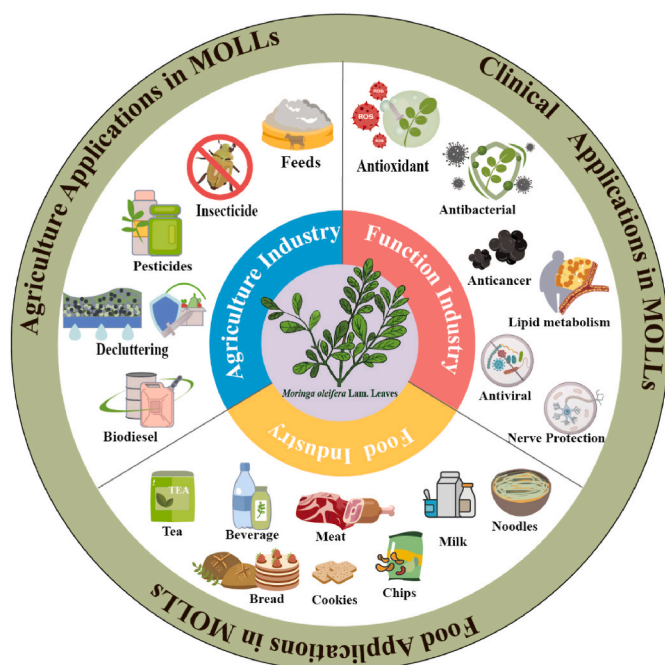 Agriculture Applications in MOLLs
Clinical Applications in MOLLs
Feeds
Insecticide
Pesticides
Decluttering
Biodiesel
ROS
ROS
ROS
Antioxidant
Antibacterial
Anticancer
Lipid metabolism
Antiviral
Nerve Protection
Agriculture Industry
Function Industry
Food Industry
Moringa oleifera Lam. Leaves
TEA
Tea
Beverage
Meat
Milk
Noodles
Bread
Cookies
Chips
Food Applications in MOLLs